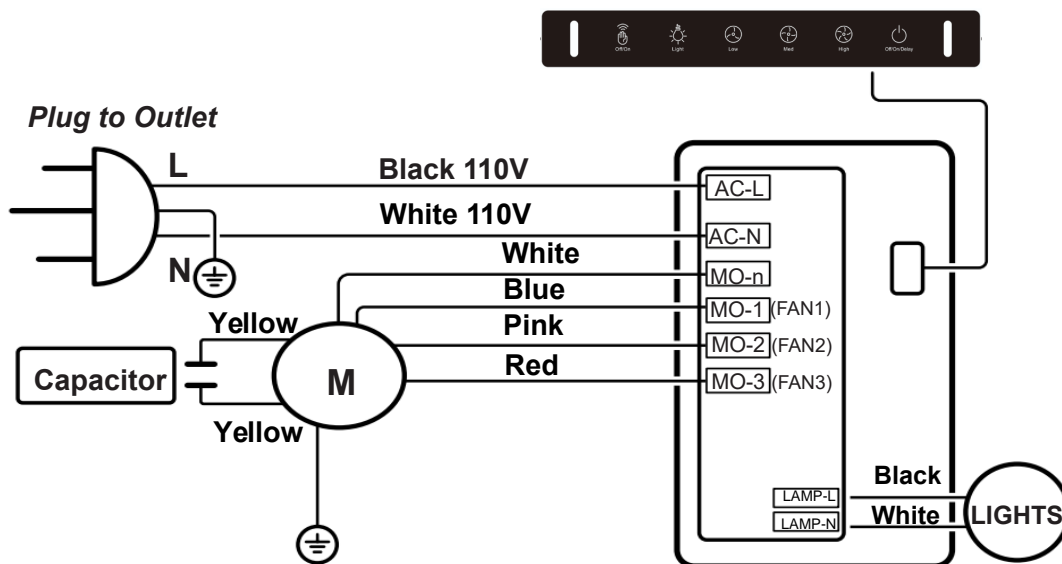 Off/On
Light
Low
Med
High
Off/On/Delay
Plug to Outlet
L
Black 110V
AC-L
White 110V
AC-N
N
White
MO-n
Blue
MO-1 (FAN1)
Yellow
Pink
MO-2 (FAN2)
Capacitor
M
Red
MO-3 (FAN3)
Yellow
Black
LAMP-L
LIGHTS
White
LAMP-N